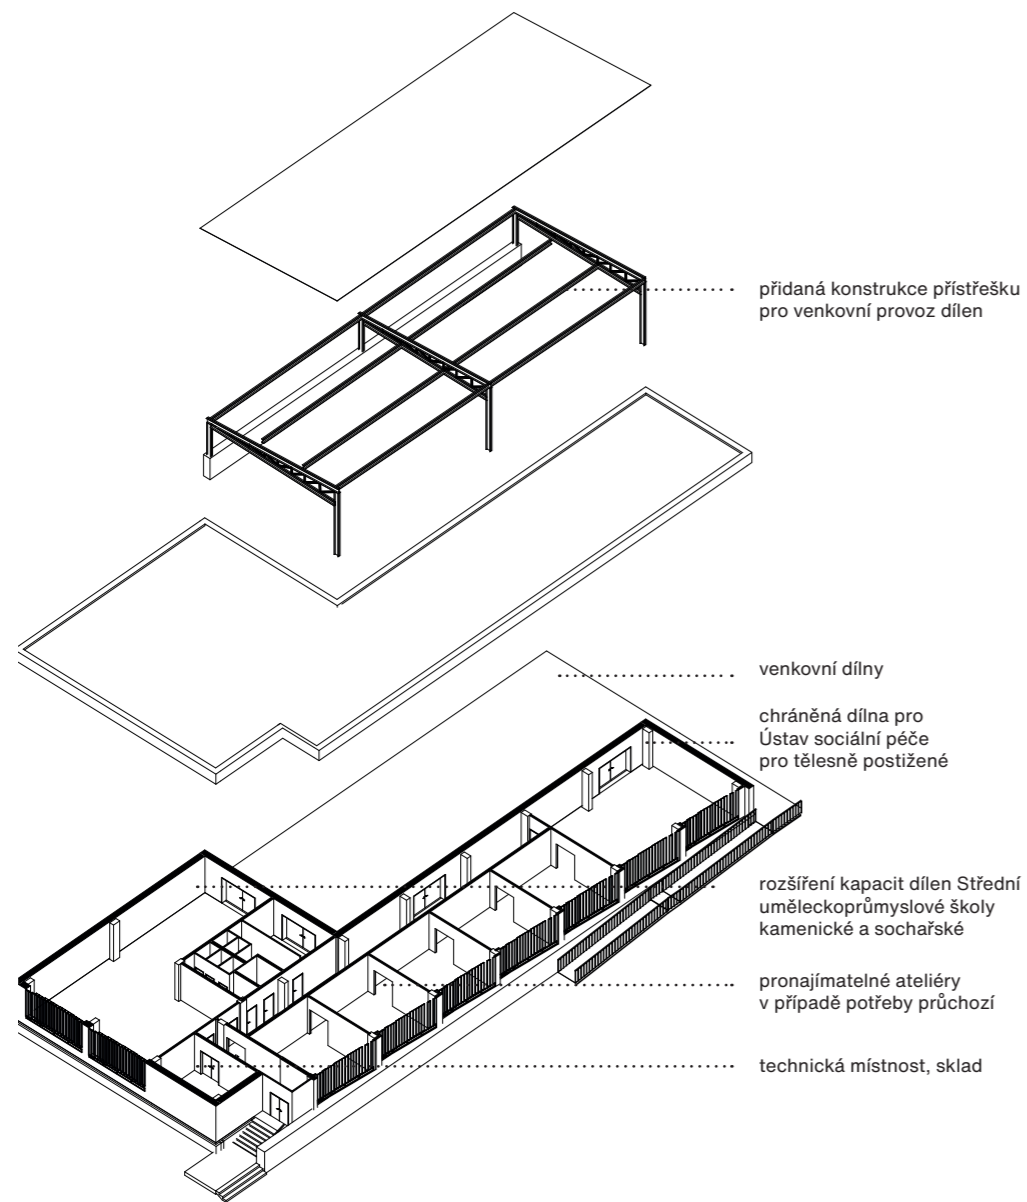 přidaná konstrukce přístřešku
pro venkovní provoz dílen
venkovní dílny
chráněná dílna pro
Ústav sociální péče
pro tělesně postižené
rozšíření kapacit dílen Střední
uměleckoprůmyslové školy
kamenické a sochařské
pronajímatelné ateliéry
v případě potřeby průchozí
technická místnost, sklad